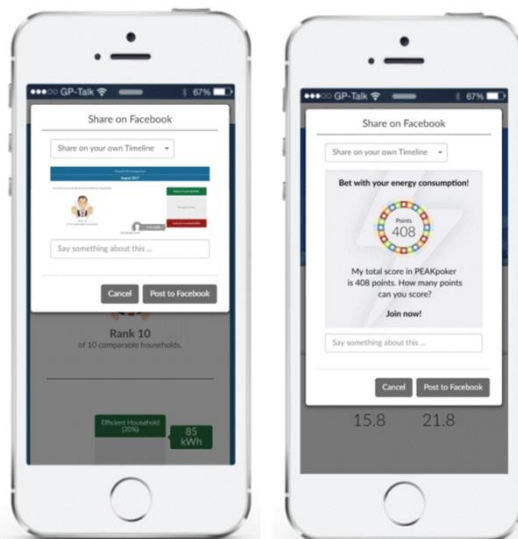 GP-Talk
67%
Share on Facebook
Share on your own Timeline
August 2017
Say something about this ...
Cancel
Post to Facebook
Rank 10
of 10 comparable households.
Efficient Household
(20%)
85
kWh
GP-Talk
67%
Share on Facebook
Share on your own Timeline
Bet with your energy consumption!
Points
408
My total score in PEAKpoker
is 408 points. How many points
can you score?
Join now!
Say something about this ...
Cancel
Post to Facebook
15.8
21.8